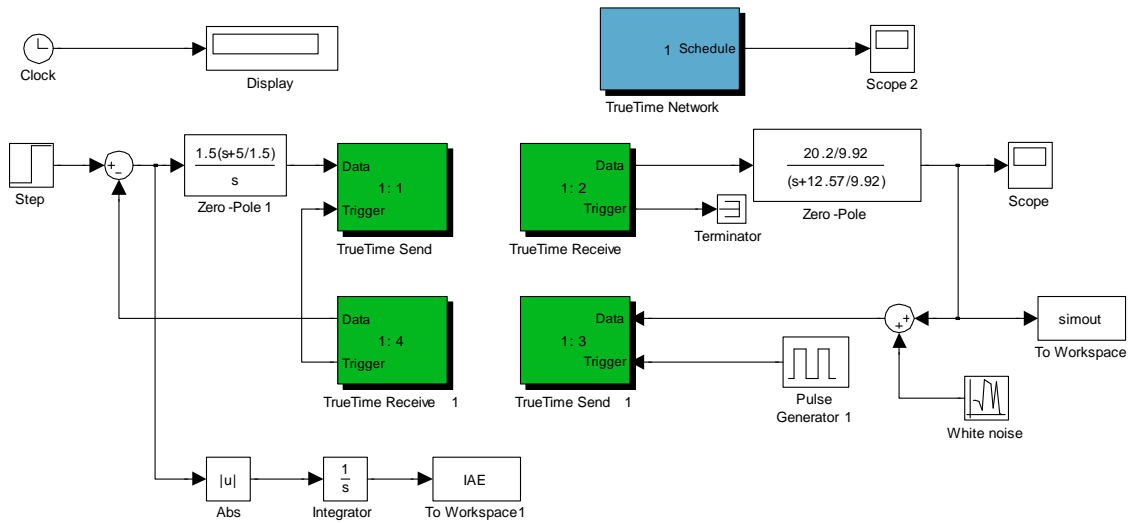 1 Schedule
Clock
Display
TrueTime Network
Scope 2
Step
+
−
1.5(s+5/1.5)
s
Zero -Pole 1
Data
1: 1
Trigger
TrueTime Send
Data
1: 2
Trigger
TrueTime Receive
Terminator
20.2/9.92
(s+12.57/9.92)
Zero -Pole
Scope
Data
1: 4
Trigger
TrueTime Receive 1
Data
1: 3
Trigger
TrueTime Send 1
Pulse
Generator 1
+
+
White noise
simout
To Workspace
|u|
Abs
1
s
Integrator
IAE
To Workspace1